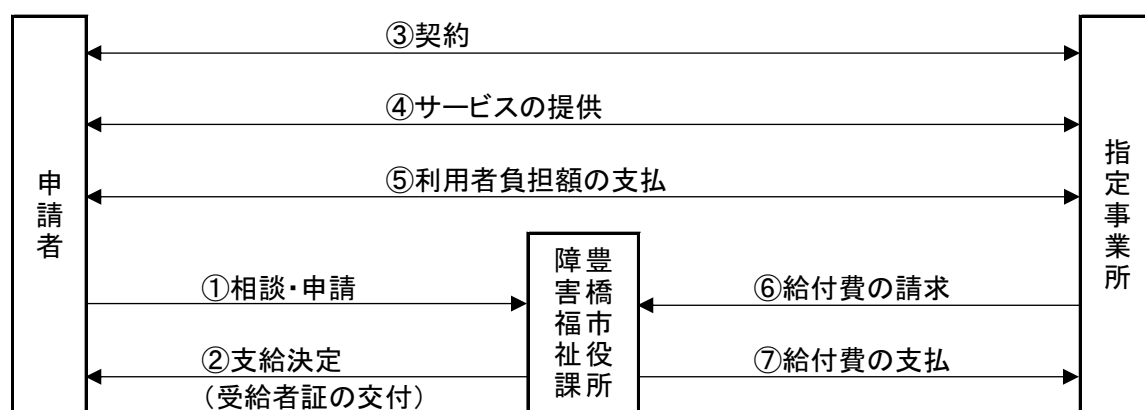 ③契約
④サービスの提供
⑤利用者負担額の支払
申請者
指定事業所
豊橋市役所
障害福祉課
①相談・申請
⑥給付費の請求
②支給決定
(受給者証の交付)
⑦給付費の支払